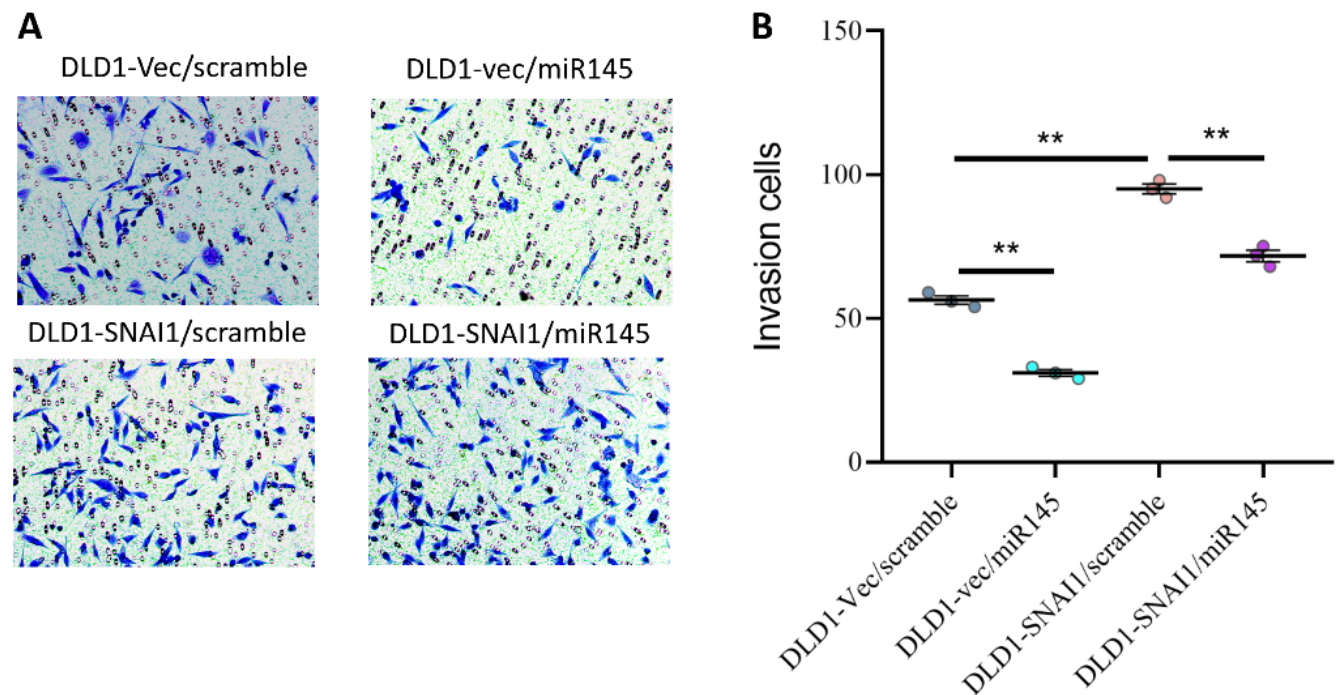 A
DLD1-Vec/scramble
DLD1-vec/miR145
DLD1-SNAI1/scramble
DLD1-SNAI1/miR145
B
150
100
50
0
Invasion cells
**
**
**
DLD1-Vec/scramble
DLD1-vec/miR145
DLD1-SNAI1/scramble
DLD1-SNAI1/miR145